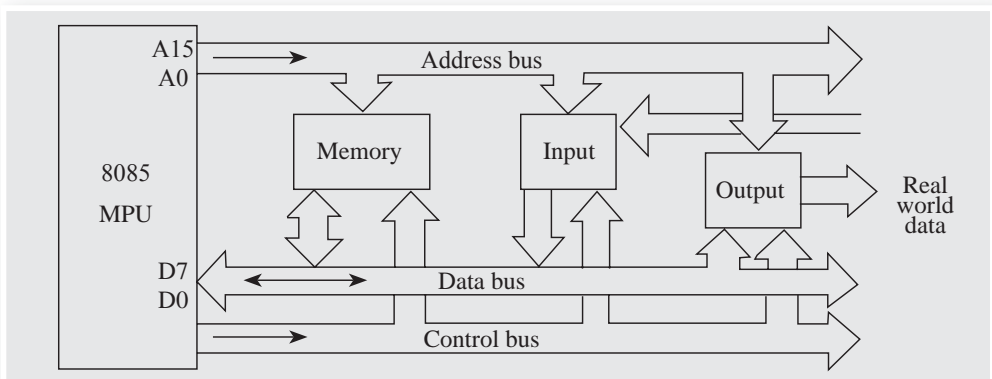 A15
A0
Address bus
Memory
Input
8085
MPU
Output
Real
world
data
D7
D0
Data bus
Control bus